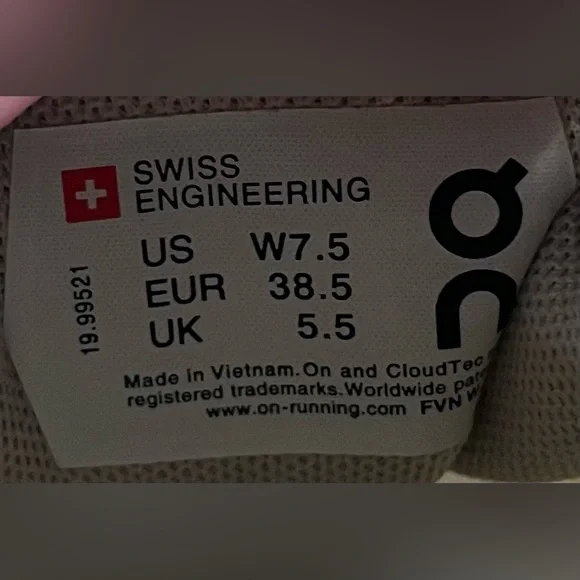 SWISS
ENGINEERING
US W7.5
EUR 38.5
UK 5.5
19.99521
Made in Vietnam. On and CloudTec
registered trademarks. Worldwide
www.on-running.com FVN